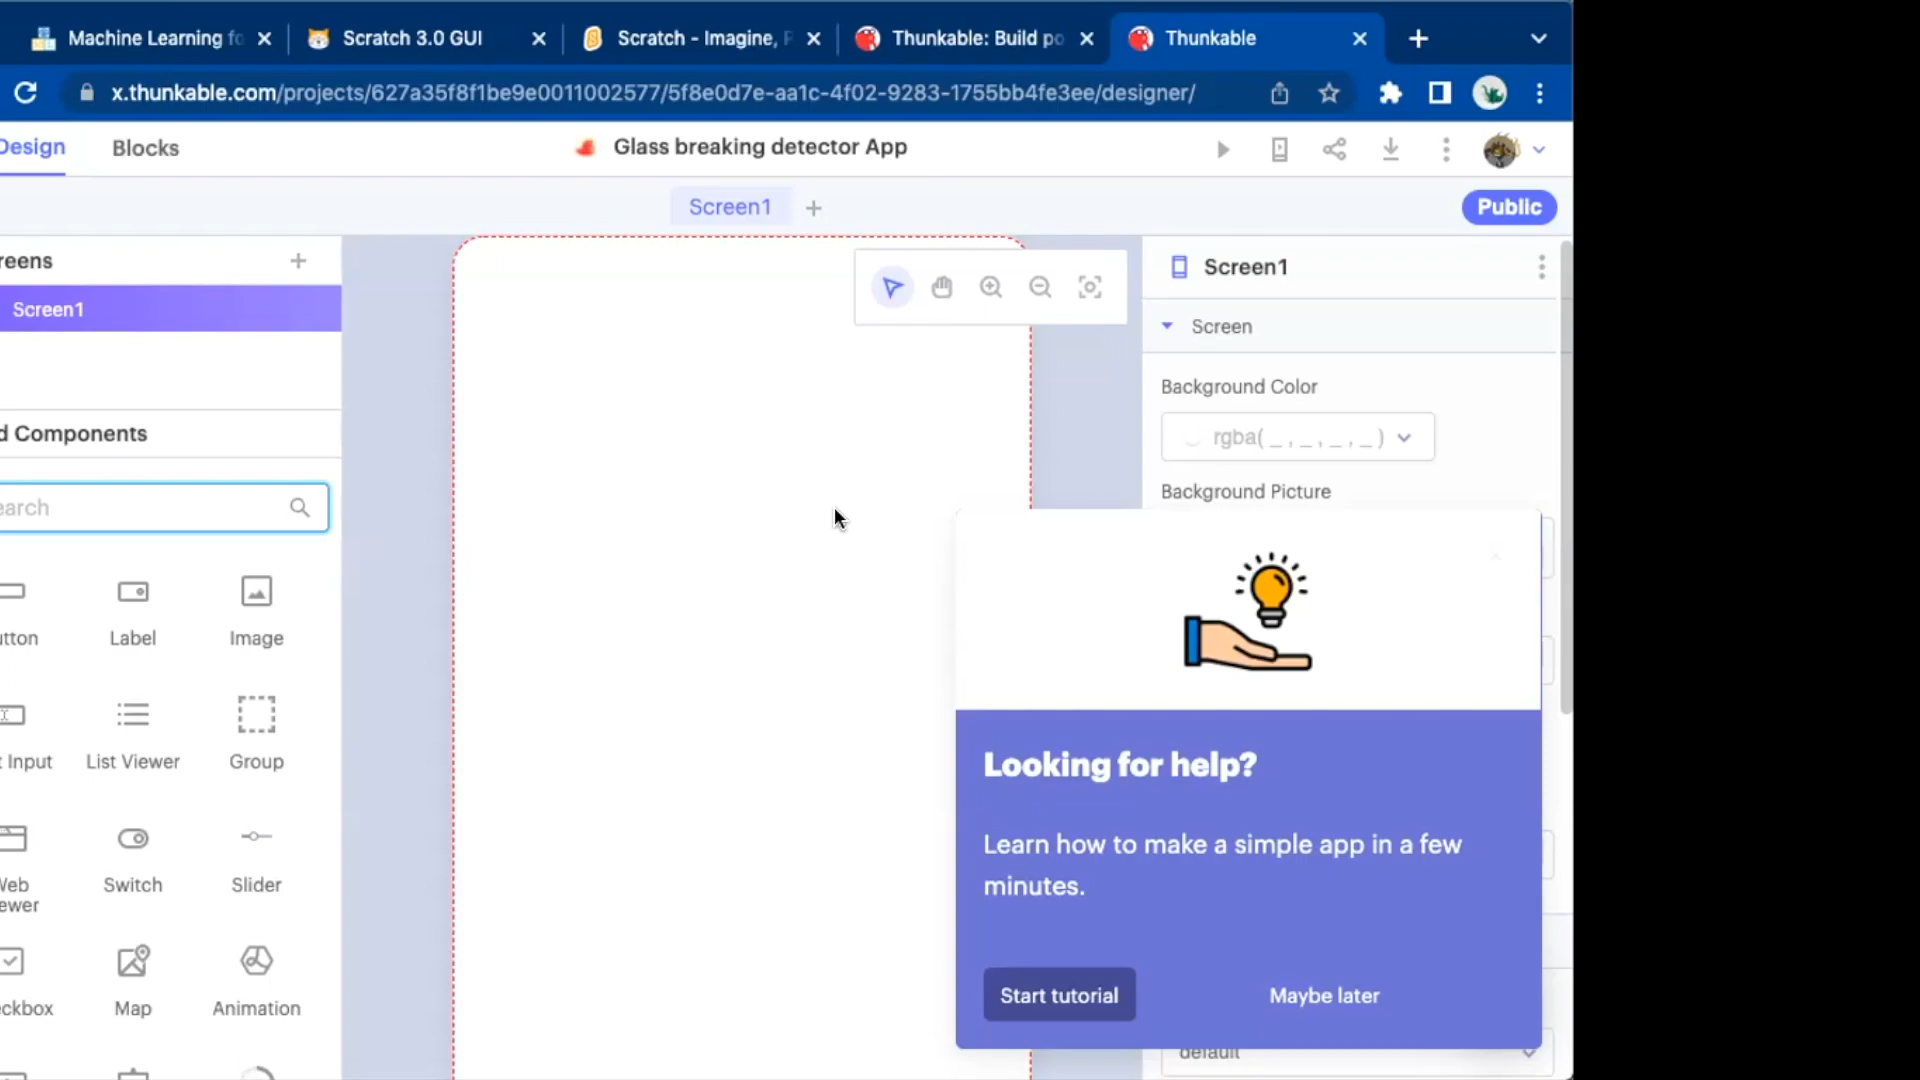 Machine Learning fo
Scratch 3.0 GUI
Scratch - Imagine, P
Thunkable: Build po
Thunkable
x.thunkable.com/projects/627a35f8f1be9e0011002577/5f8e0d7e-aa1c-4f02-9283-1755bb4fe3ee/designer/
Design
Blocks
Glass breaking detector App
Screen1
Public
reens
Screen1
d Components
earch
utton
Label
Image
t Input
List Viewer
Group
Web
ewer
Switch
Slider
eckbox
Map
Animation
Screen1
Screen
Background Color
rgba( _ , _ , _ , _ )
Background Picture
Looking for help?
Learn how to make a simple app in a few
minutes.
Start tutorial
Maybe later
default